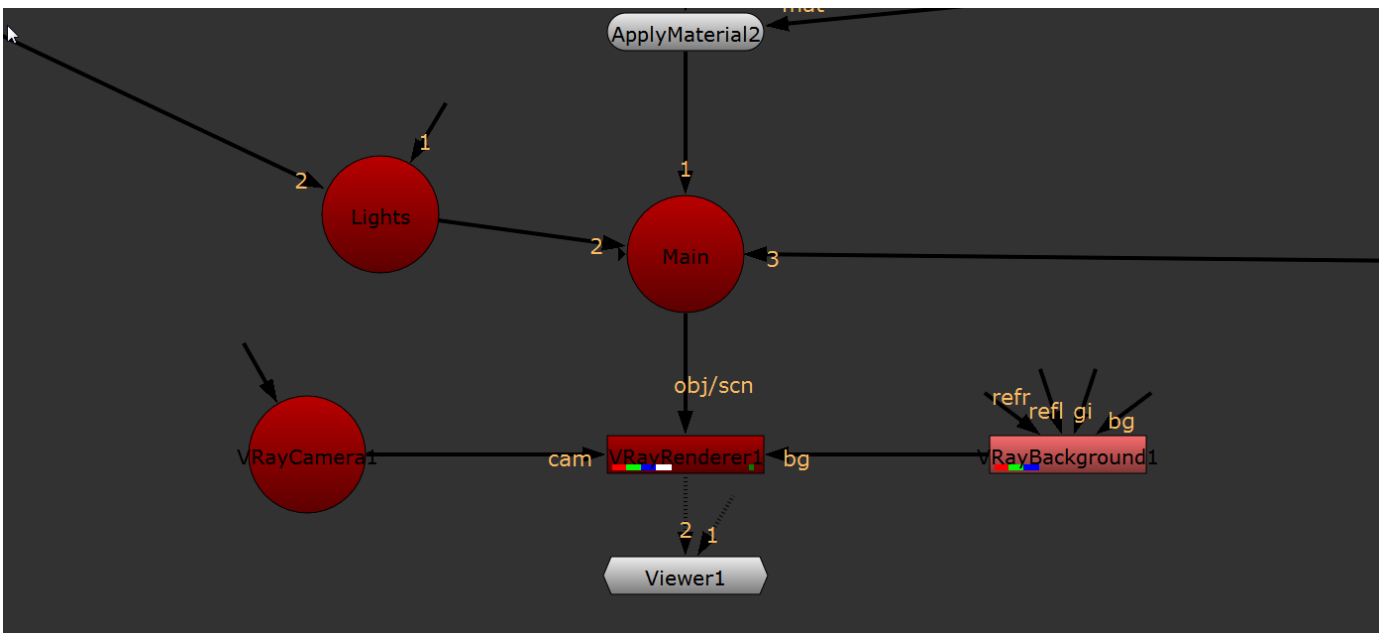 mat
ApplyMaterial2
1
2
1
Lights
2
Main
3
obj/scn
refr
refl
gi
bg
VRayCamera1
cam
VRayRenderer1
bg
VRayBackground1
2
1
Viewer1